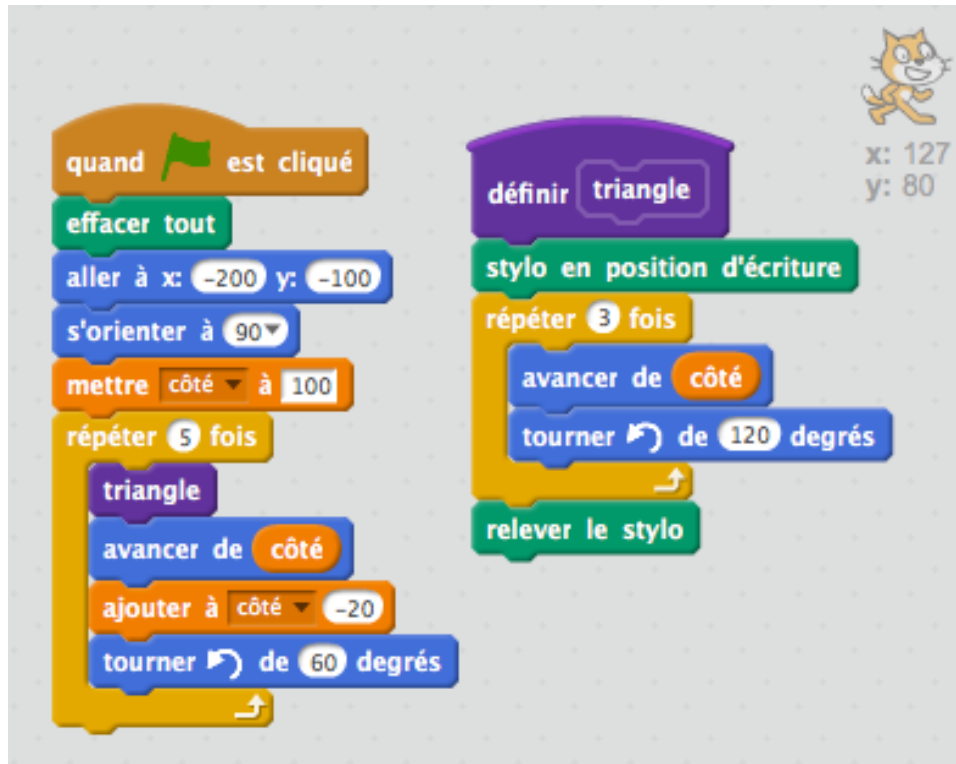 quand est cliqué
effacer tout
aller à x: -200 y: -100
s'orienter à 90
mettre côté à 100
répéter 5 fois
triangle
avancer de côté
ajouter à côté -20
tourner de 60 degrés
définir triangle
stylo en position d'écriture
répéter 3 fois
avancer de côté
tourner de 120 degrés
relever le stylo
x: 127
y: 80